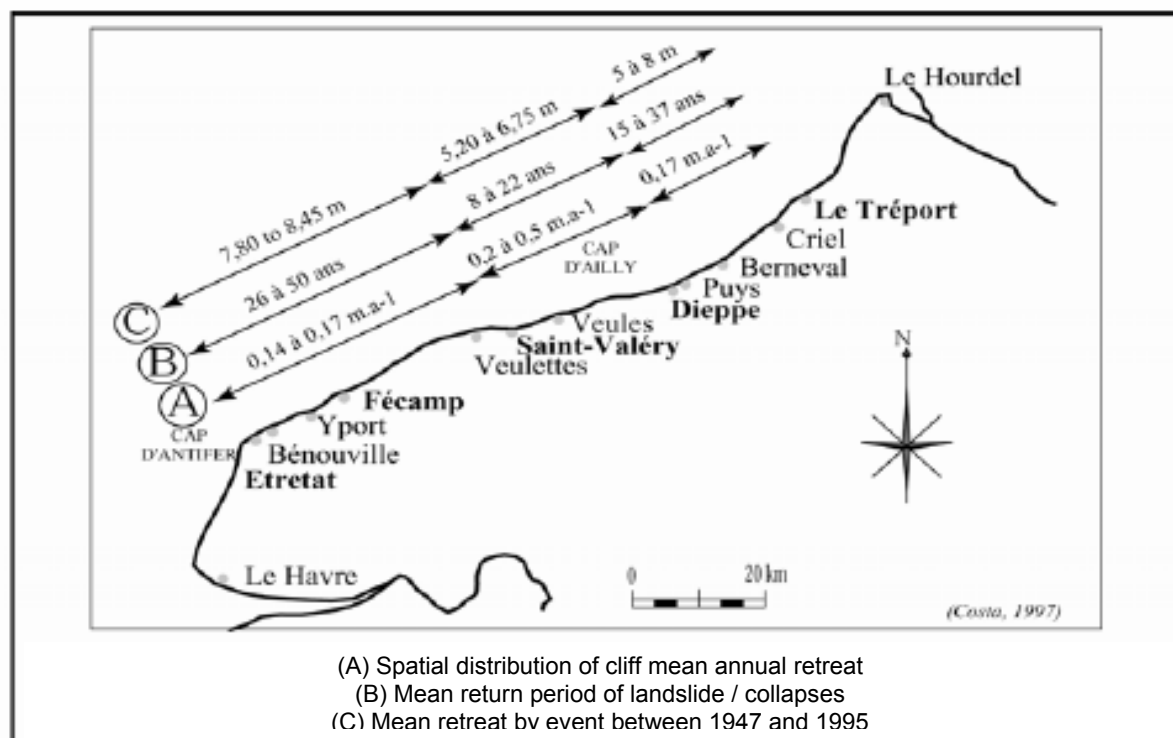 Le Hourdel
5 à 8 m
5,20 à 6,75 m
15 à 37 ans
7,80 to 8,45 m
8 à 22 ans
0,17 m.a-1
26 à 50 ans
0,2 à 0,5 m.a-1
0,14 à 0,17 m.a-1
C
B
A
CAP
D'ANTIFER
CAP
D'AILLY
Le Tréport
Criel
Berneval
Puys
Dieppe
Veules
Saint-Valéry
Veulettes
Fécamp
Yport
Bénouville
Etretat
Le Havre
N
0 20 km
(Costa, 1997)
(A) Spatial distribution of cliff mean annual retreat
(B) Mean return period of landslide / collapses
(C) Mean retreat by event between 1947 and 1995